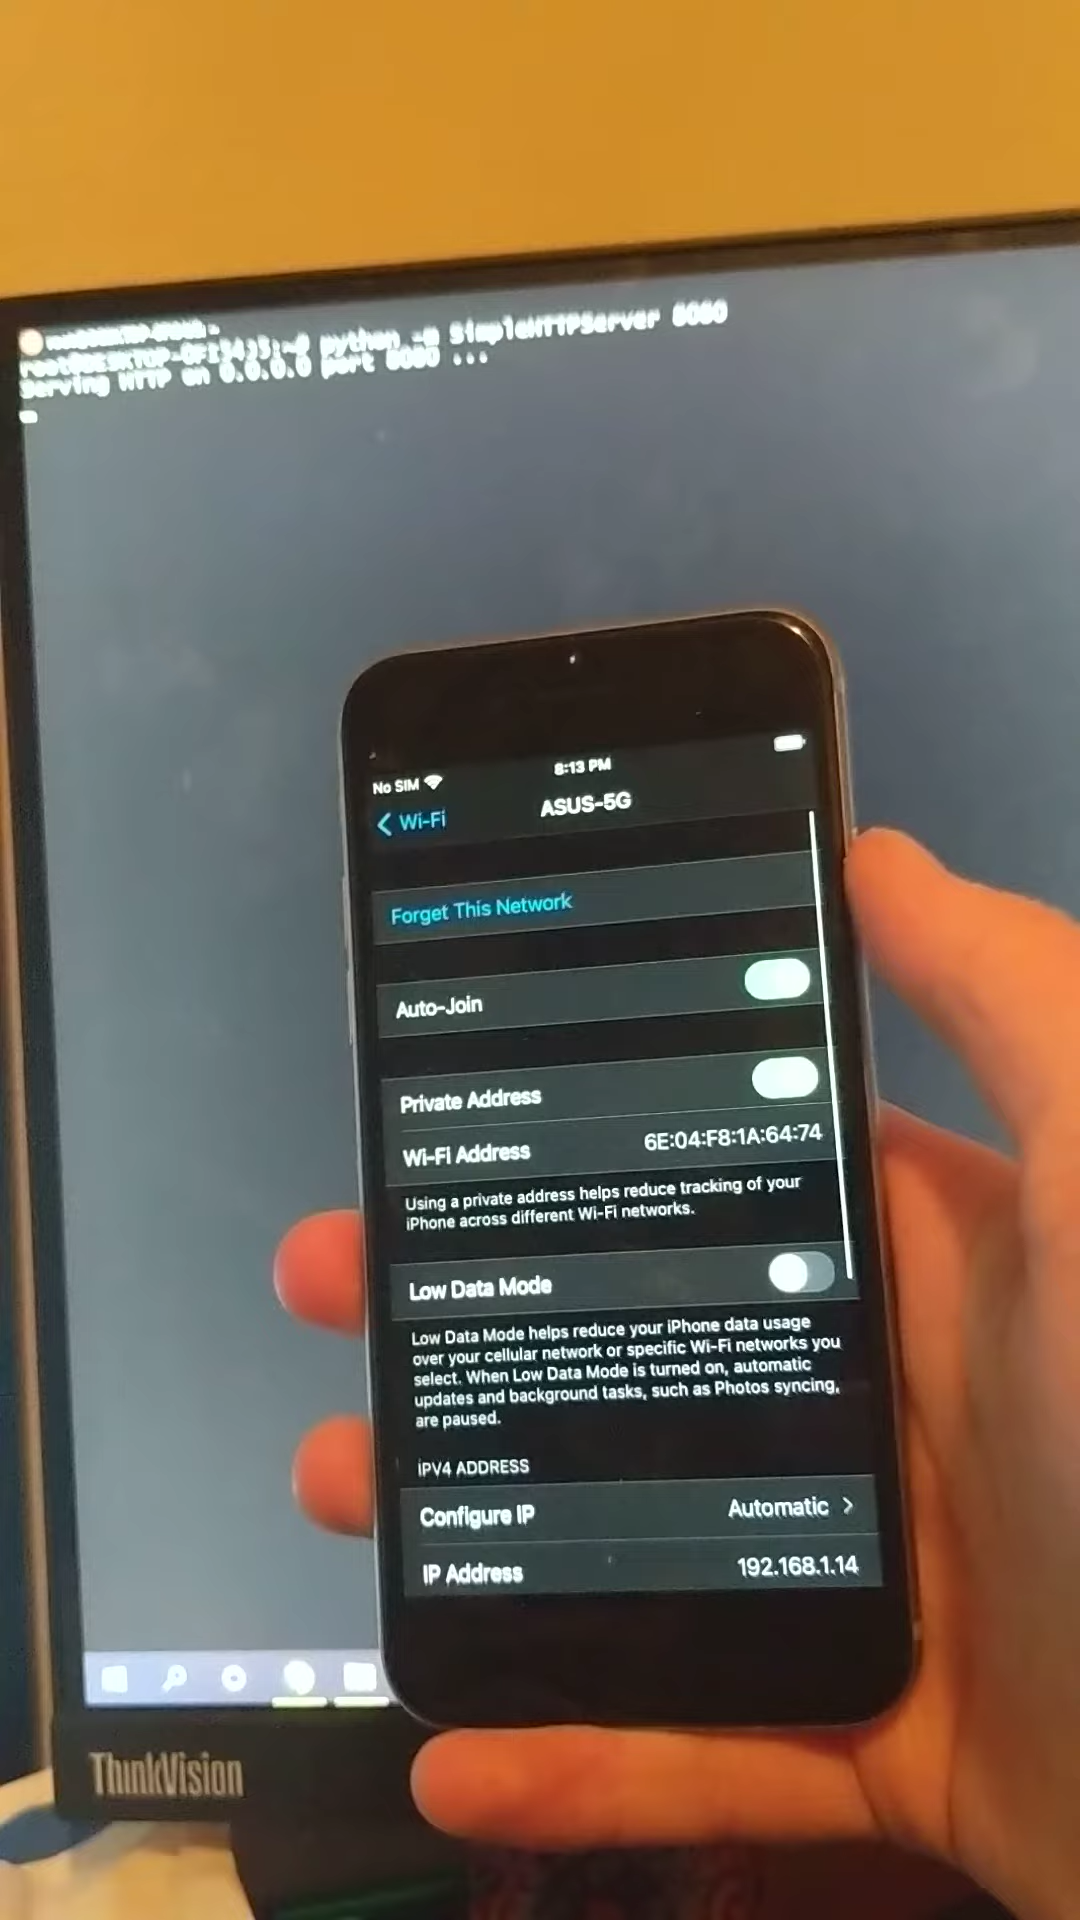 python -m SimpleHTTPServer 8080
Serving HTTP on 0.0.0.0 port 8080 ...
No SIM
8:13 PM
Wi-Fi
ASUS-5G
Forget This Network
Auto-Join
Private Address
Wi-Fi Address 6E:04:F8:1A:64:74
Using a private address helps reduce tracking of your
iPhone across different Wi-Fi networks.
Low Data Mode
Low Data Mode helps reduce your iPhone data usage
over your cellular network or specific Wi-Fi networks you
select. When Low Data Mode is turned on, automatic
updates and background tasks, such as Photos syncing,
are paused.
IPV4 ADDRESS
Configure IP Automatic
IP Address 192.168.1.14
ThinkVision